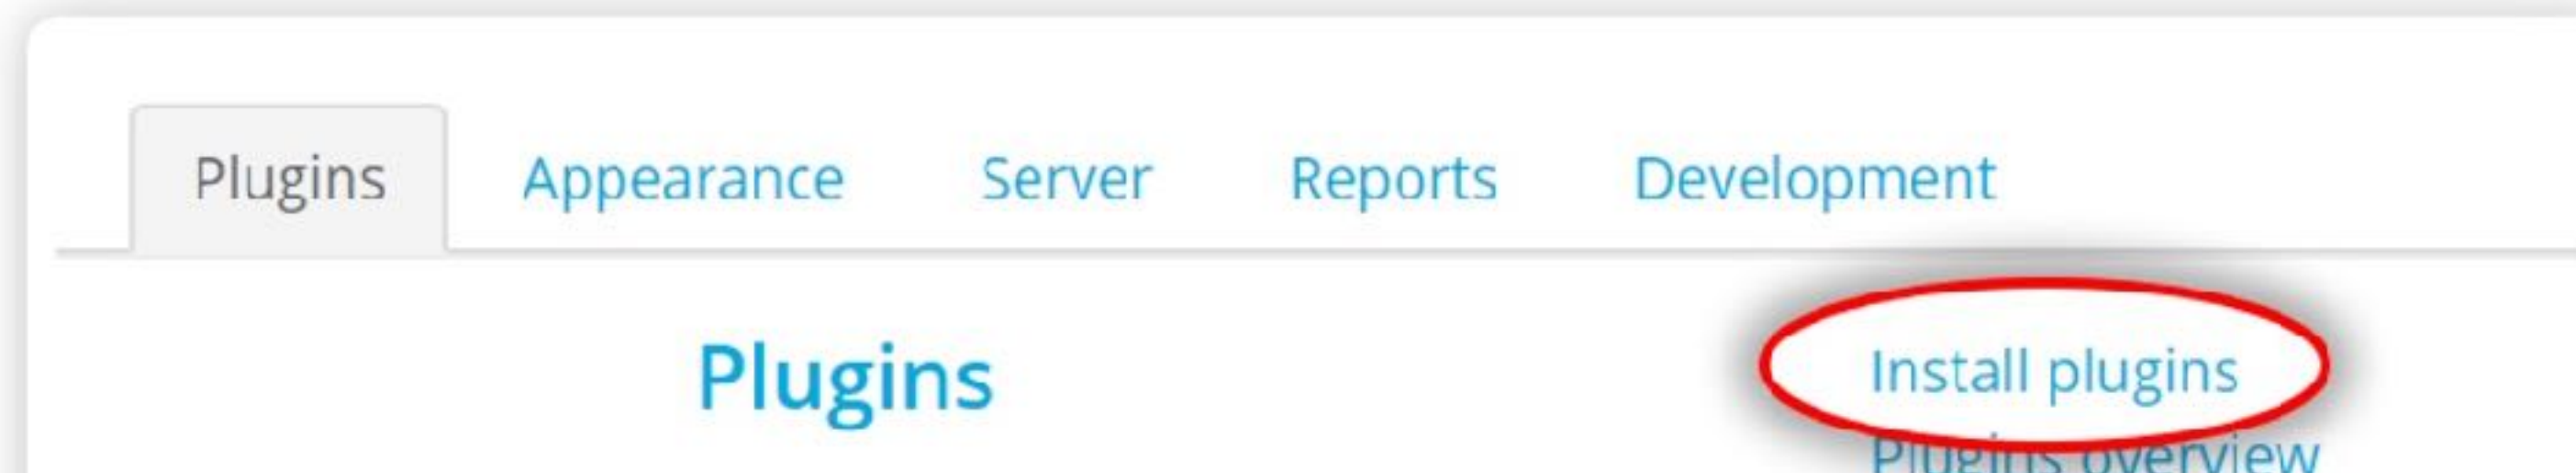 Plugins Appearance Server Reports Development
Plugins Install plugins
Plugins overview